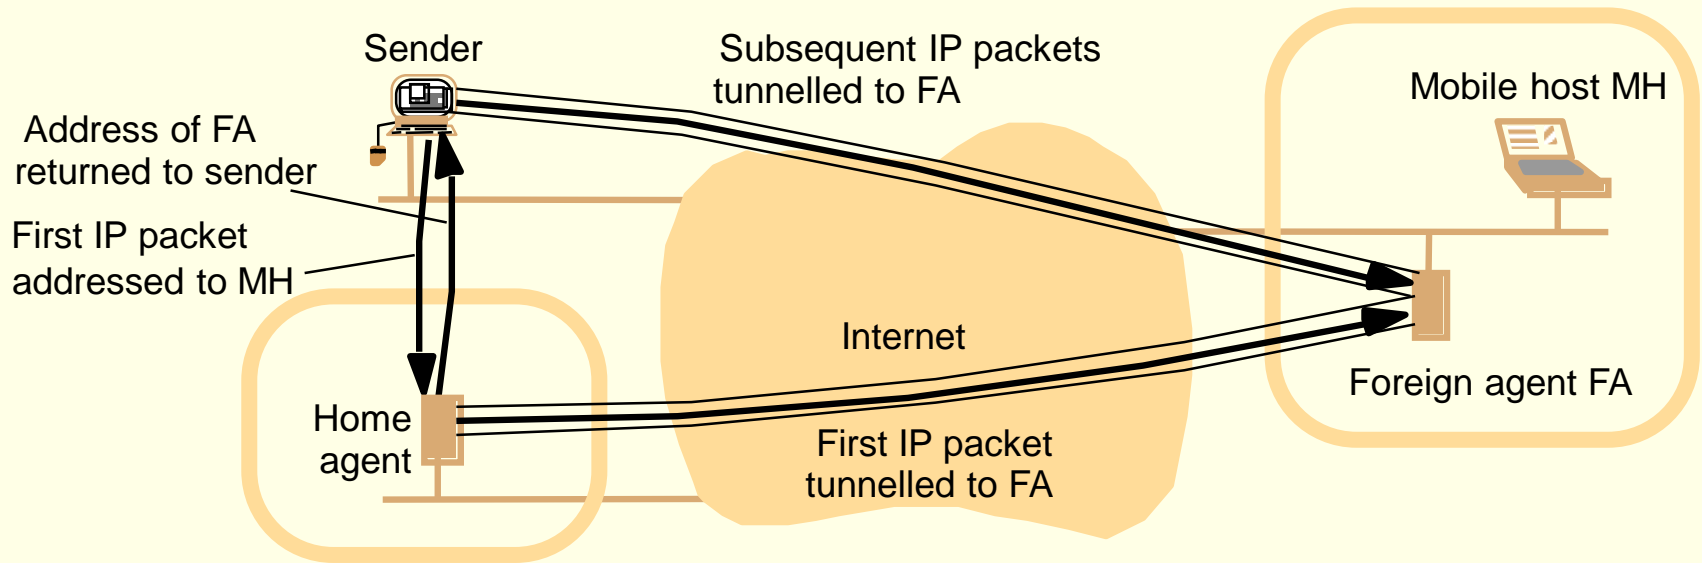 Sender
Subsequent IP packets
tunnelled to FA
Mobile host MH
Address of FA
returned to sender
First IP packet
addressed to MH
Internet
Foreign agent FA
Home
agent
First IP packet
tunnelled to FA